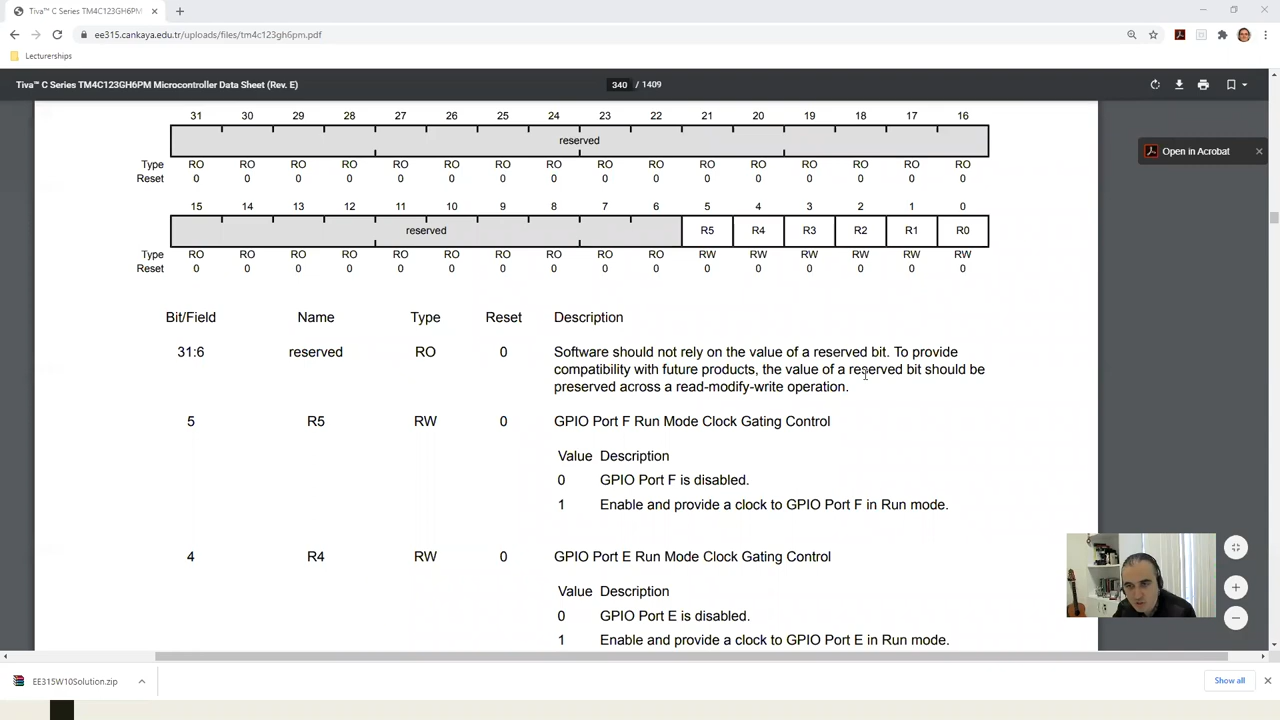 Tiva™ C Series TM4C123GH6PM
ee315.cankaya.edu.tr/uploads/files/tm4c123gh6pm.pdf
Lecturerships
Tiva™ C Series TM4C123GH6PM Microcontroller Data Sheet (Rev. E)
340 / 1409
Open in Acrobat
31 30 29 28 27 26 25 24 23 22 21 20 19 18 17 16
reserved
Type RO RO RO RO RO RO RO RO RO RO RO RO RO RO RO RO
Reset 0 0 0 0 0 0 0 0 0 0 0 0 0 0 0 0
15 14 13 12 11 10 9 8 7 6 5 4 3 2 1 0
reserved R5 R4 R3 R2 R1 R0
Type RO RO RO RO RO RO RO RO RO RO RW RW RW RW RW RW
Reset 0 0 0 0 0 0 0 0 0 0 0 0 0 0 0 0
Bit/Field Name Type Reset Description
31:6 reserved RO 0 Software should not rely on the value of a reserved bit. To provide
compatibility with future products, the value of a reserved bit should be
preserved across a read-modify-write operation.
5 R5 RW 0 GPIO Port F Run Mode Clock Gating Control
Value Description
0 GPIO Port F is disabled.
1 Enable and provide a clock to GPIO Port F in Run mode.
4 R4 RW 0 GPIO Port E Run Mode Clock Gating Control
Value Description
0 GPIO Port E is disabled.
1 Enable and provide a clock to GPIO Port E in Run mode.
EE315W10Solution.zip
Show all